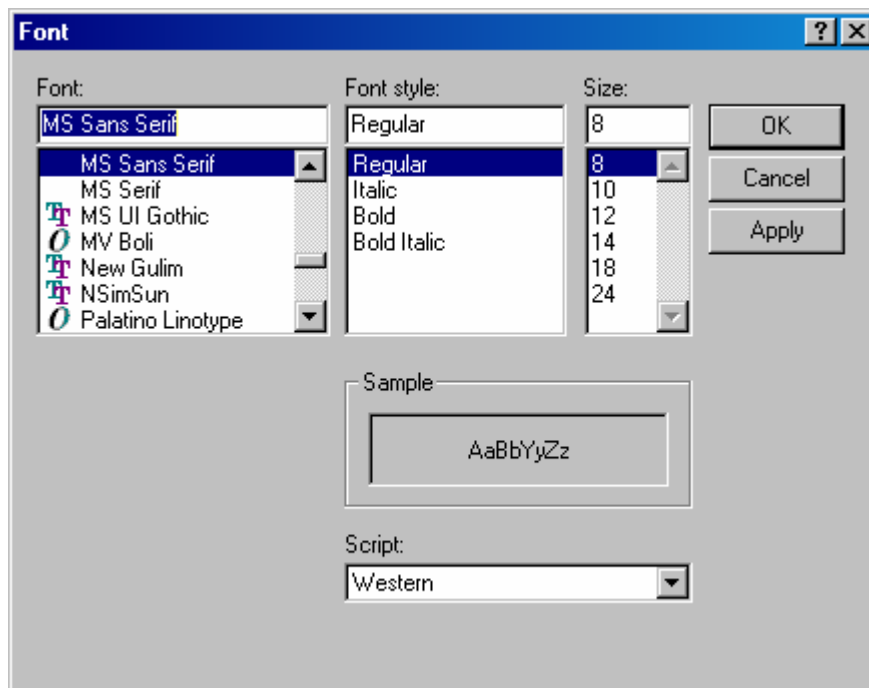 Font
Font:
MS Sans Serif
MS Sans Serif
MS Serif
MS UI Gothic
MV Boli
New Gulim
NSimSun
Palatino Linotype
Font style:
Regular
Regular
Italic
Bold
Bold Italic
Size:
8
8
10
12
14
18
24
OK
Cancel
Apply
Sample
AaBbYyZz
Script:
Western